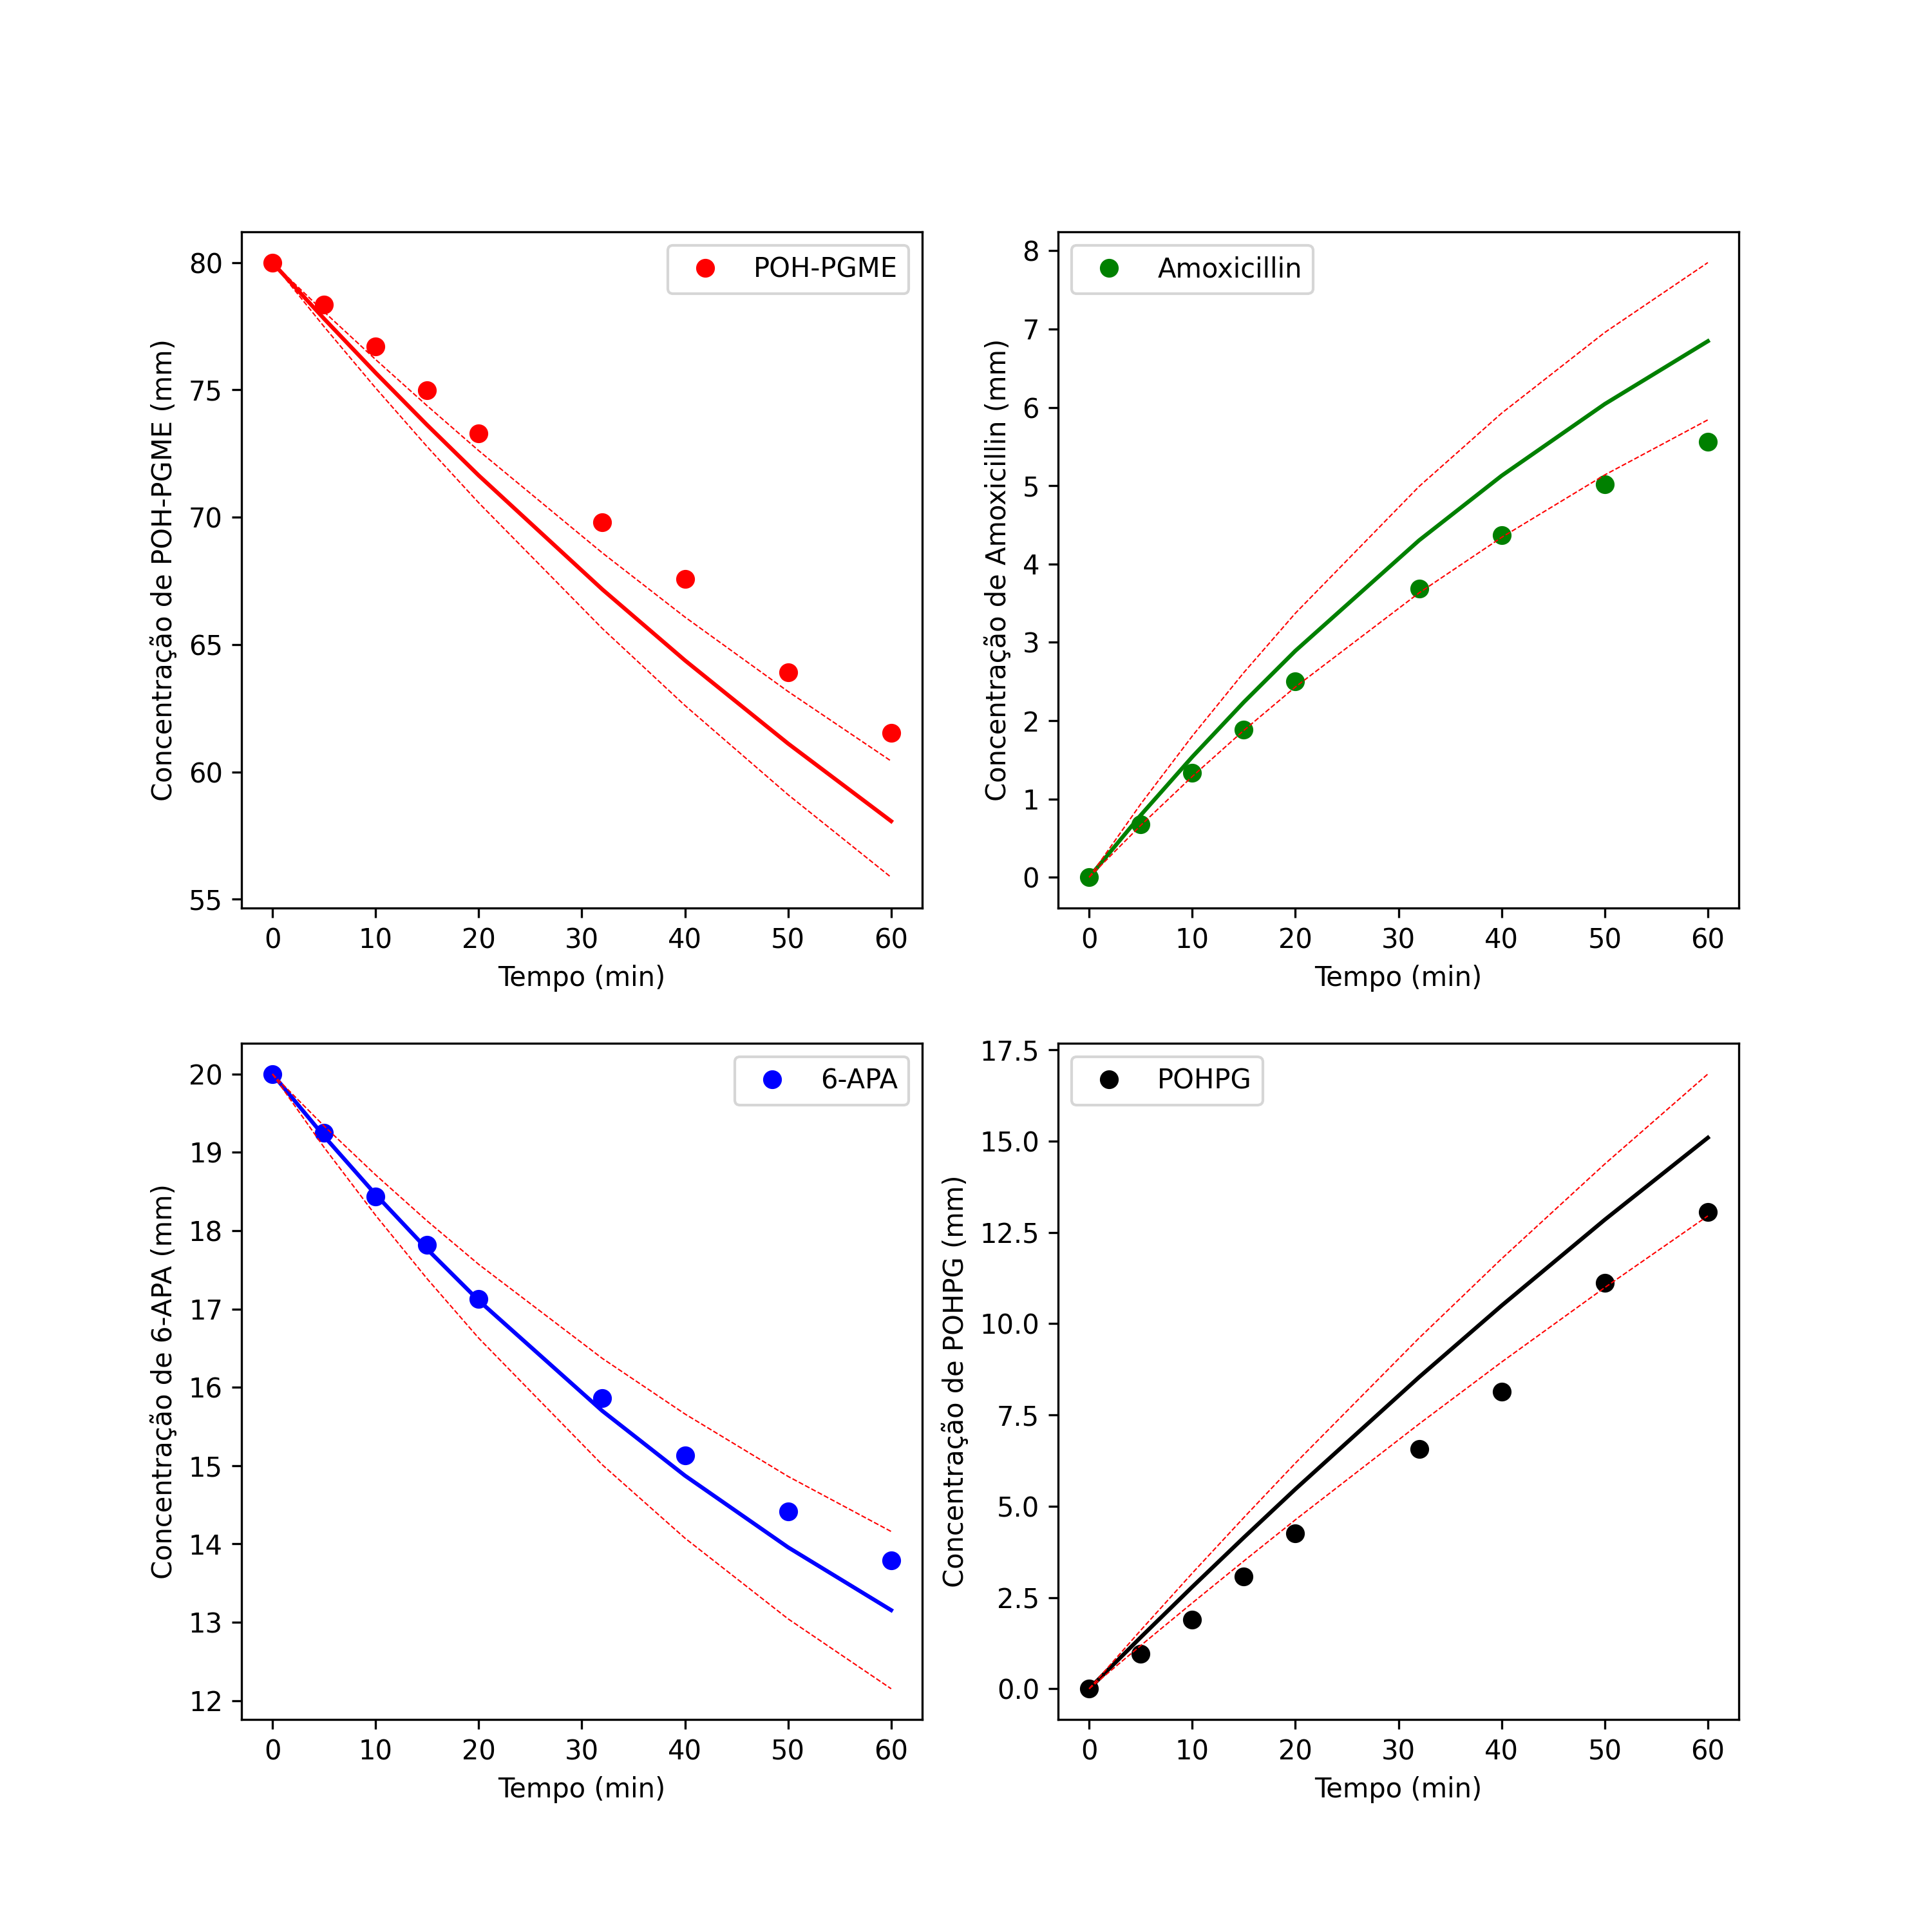 POH-PGME
Concentração de POH-PGME (mm)
80
75
70
65
60
55
0 10 20 30 40 50 60
Tempo (min)
Amoxicillin
Concentração de Amoxicillin (mm)
8
7
6
5
4
3
2
1
0
0 10 20 30 40 50 60
Tempo (min)
6-APA
Concentração de 6-APA (mm)
20
19
18
17
16
15
14
13
12
0 10 20 30 40 50 60
Tempo (min)
POHPG
Concentração de POHPG (mm)
17.5
15.0
12.5
10.0
7.5
5.0
2.5
0.0
0 10 20 30 40 50 60
Tempo (min)